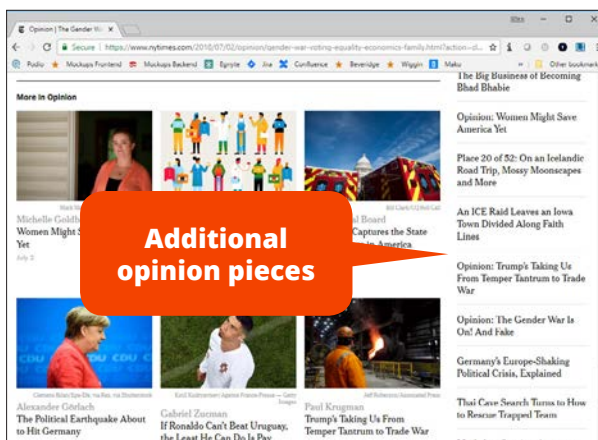 Opinion | The Gender W
Secure | https://www.nytimes.com/2018/07/02/opinion/gender-war-voting-equality-economics-family.html?action=cl...
Podio
Mockups Frontend
Mockups Backend
Egnyte
Jira
Confluence
Beveridge
Wiggin
Maku
Other bookmark
More in Opinion
Michelle Goldb
Women Might S
Yet
July 2
al Board
Captures the State
in America
Additional
opinion pieces
Alexander Görlach
The Political Earthquake About
to Hit Germany
Gabriel Zucman
If Ronaldo Can't Beat Uruguay,
the Least He Can Do Is Pay
Jeff Roberson/Associated Press
Paul Krugman
Trump's Taking Us From
Temper Tantrum to Trade War
The Big Business of Becoming
Bhad Bhabie
Opinion: Women Might Save
America Yet
Place 20 of 52: On an Icelandic
Road Trip, Mossy Moonscapes
and More
An ICE Raid Leaves an Iowa
Town Divided Along Faith
Lines
Opinion: Trump's Taking Us
From Temper Tantrum to Trade
War
Opinion: The Gender War Is
On! And Fake
Germany's Europe-Shaking
Political Crisis, Explained
Thai Cave Search Turns to How
to Rescue Trapped Team